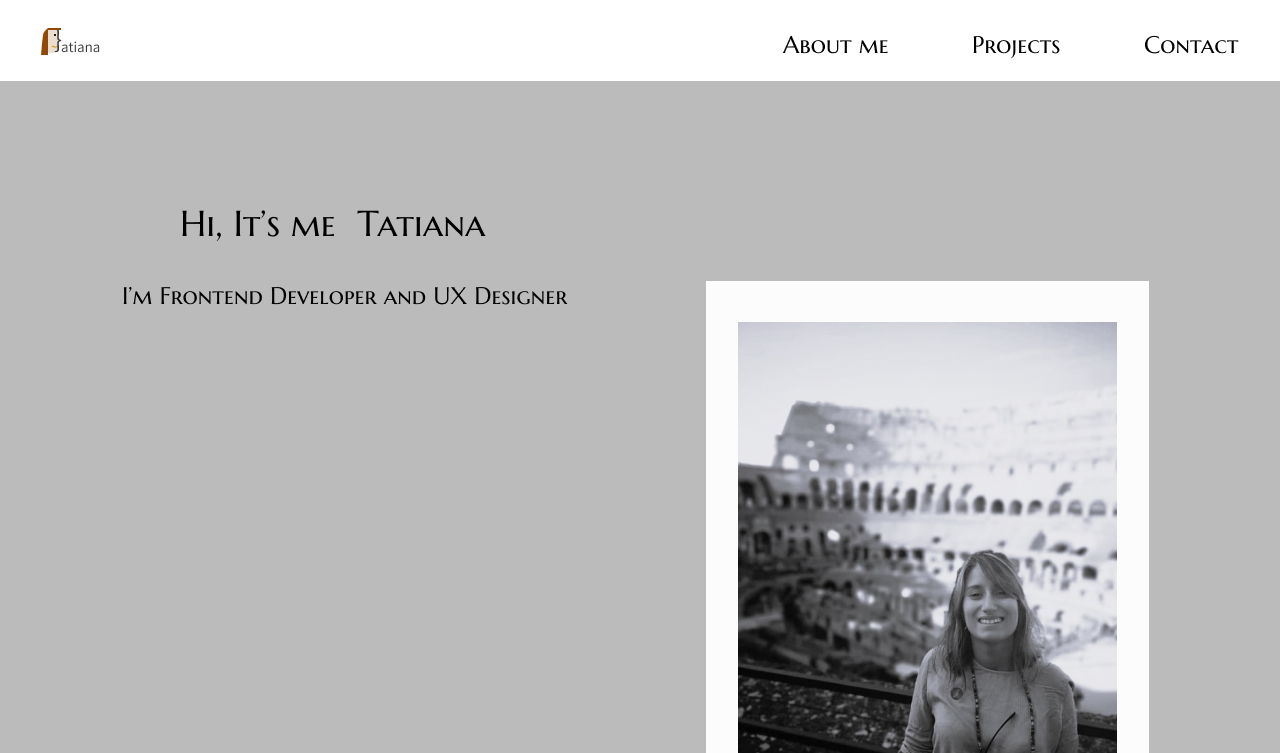 Tatiana
About me Projects Contact
Hi, It's me Tatiana
I'm Frontend Developer and UX Designer